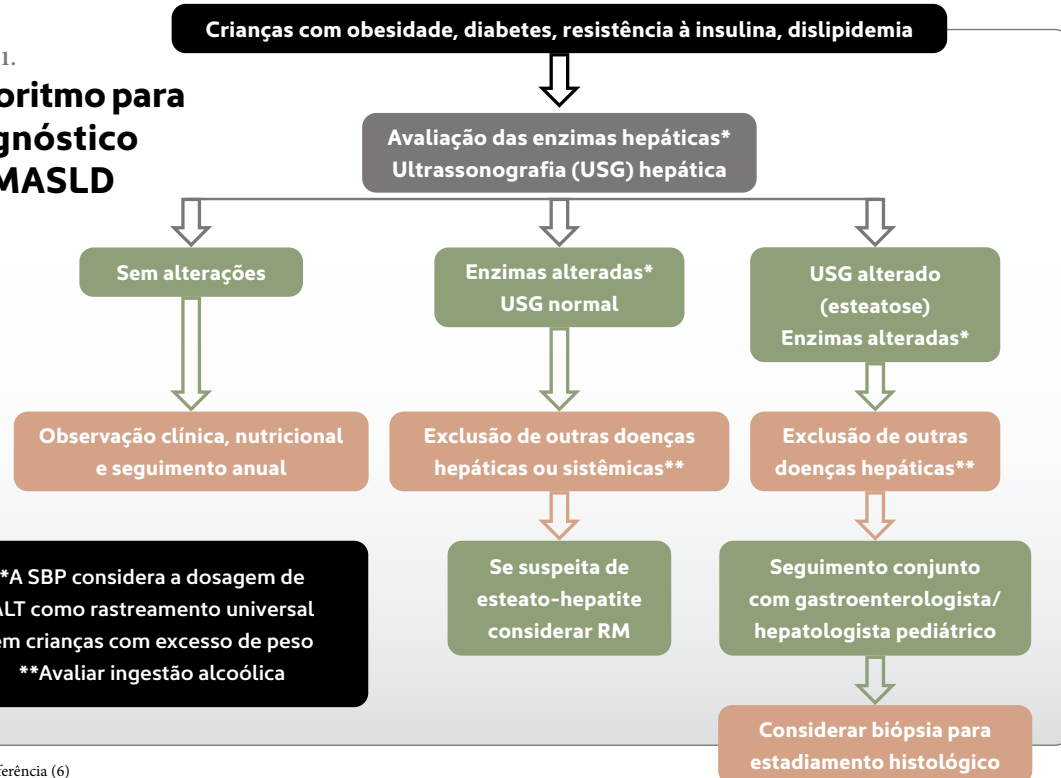 Crianças com obesidade, diabetes, resistência à insulina, dislipidemia
1.
oritmo para
gnóstico
MASLD
Avaliação das enzimas hepáticas*
Ultrassonografia (USG) hepática
Sem alterações
Enzimas alteradas*
USG normal
USG alterado
(esteatose)
Enzimas alteradas*
Observação clínica, nutricional
e seguimento anual
Exclusão de outras doenças
hepáticas ou sistêmicas**
Exclusão de outras
doenças hepáticas**
*A SBP considera a dosagem de
ALT como rastreamento universal
em crianças com excesso de peso
**Avaliar ingestão alcoólica
Se suspeita de
esteato-hepatite
considerar RM
Seguimento conjunto
com gastroenterologista/
hepatologista pediátrico
Considerar biópsia para
estadiamento histológico
ferência (6)